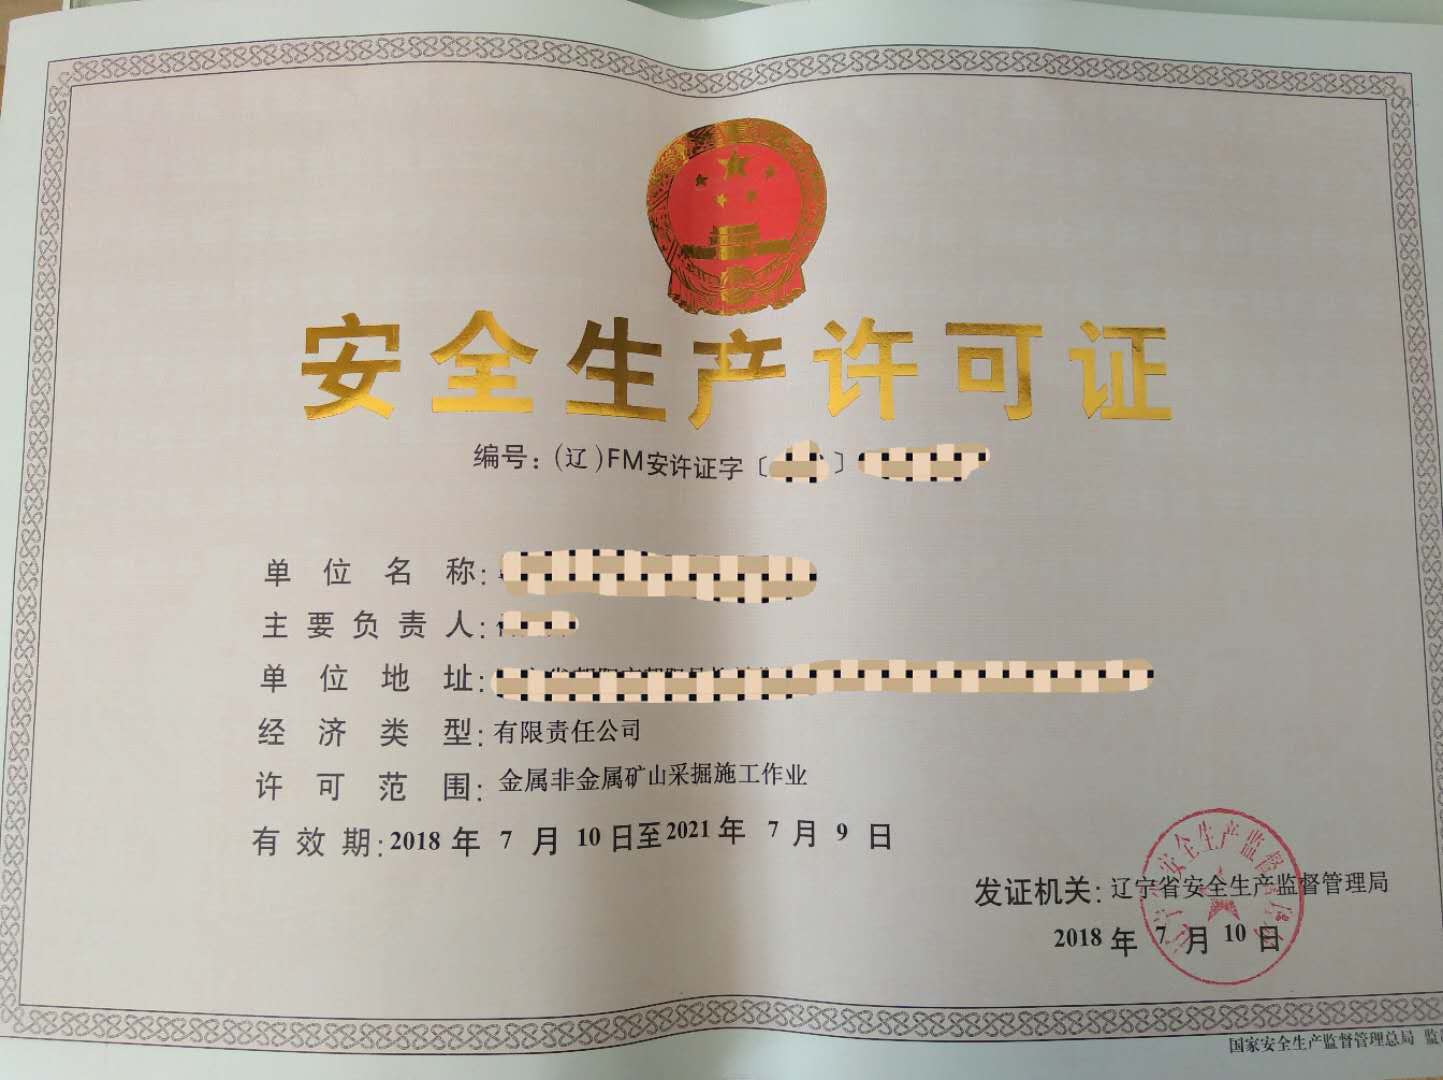 安全生产许可证
编号：(辽)FM安许证字〔 〕
单位名称：
主要负责人：
单位地址：
经济类型：有限责任公司
许可范围：金属非金属矿山采掘施工作业
有效期：2018年7月10日至2021年7月9日
发证机关：辽宁省安全生产监督管理局
2018年7月10日
国家安全生产监督管理总局 监